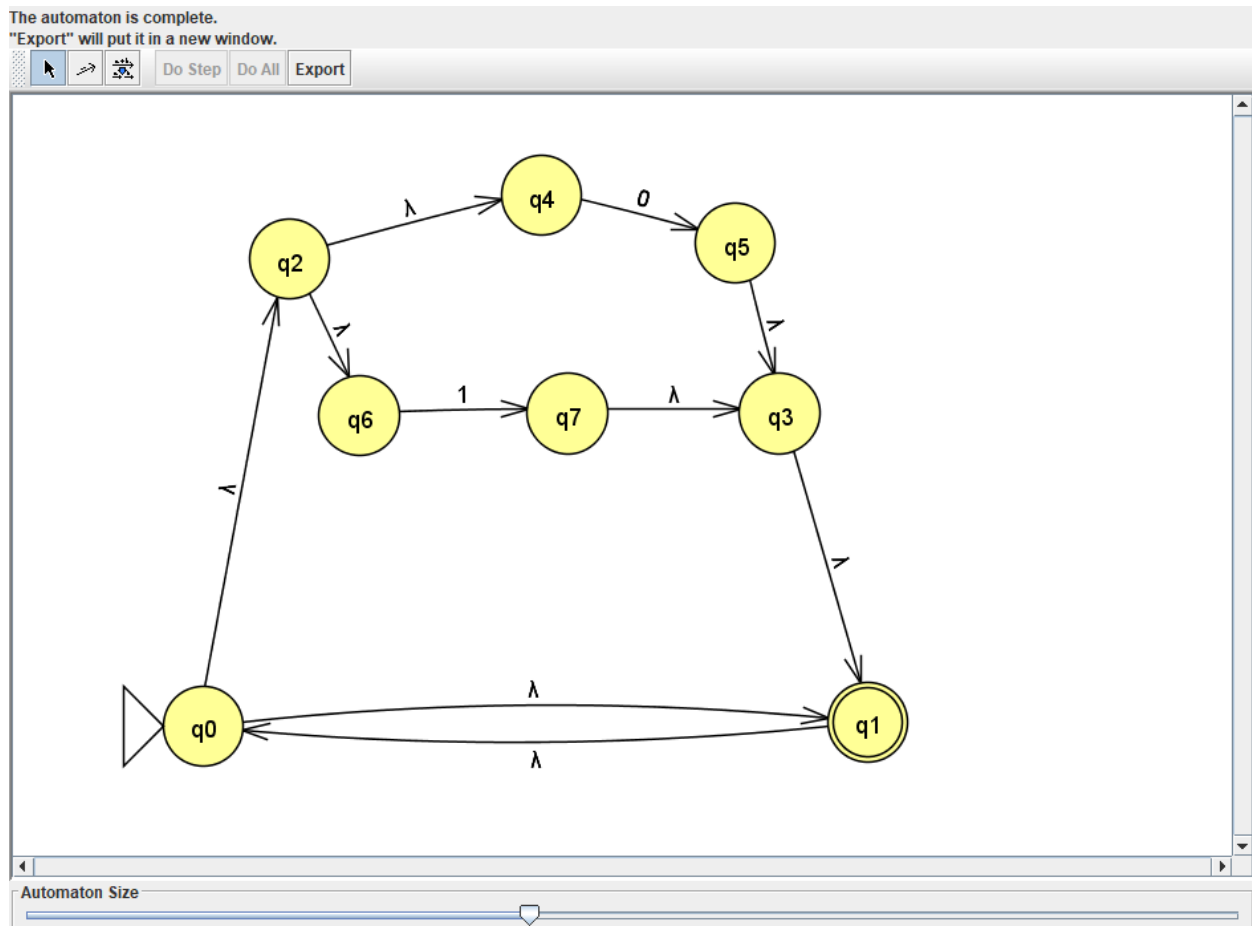 The automaton is complete.
"Export" will put it in a new window.
Do Step Do All Export
λ
q4
0
q5
q2
λ
λ
q6
1
q7
λ
q3
λ
λ
λ
q0
q1
λ
Automaton Size